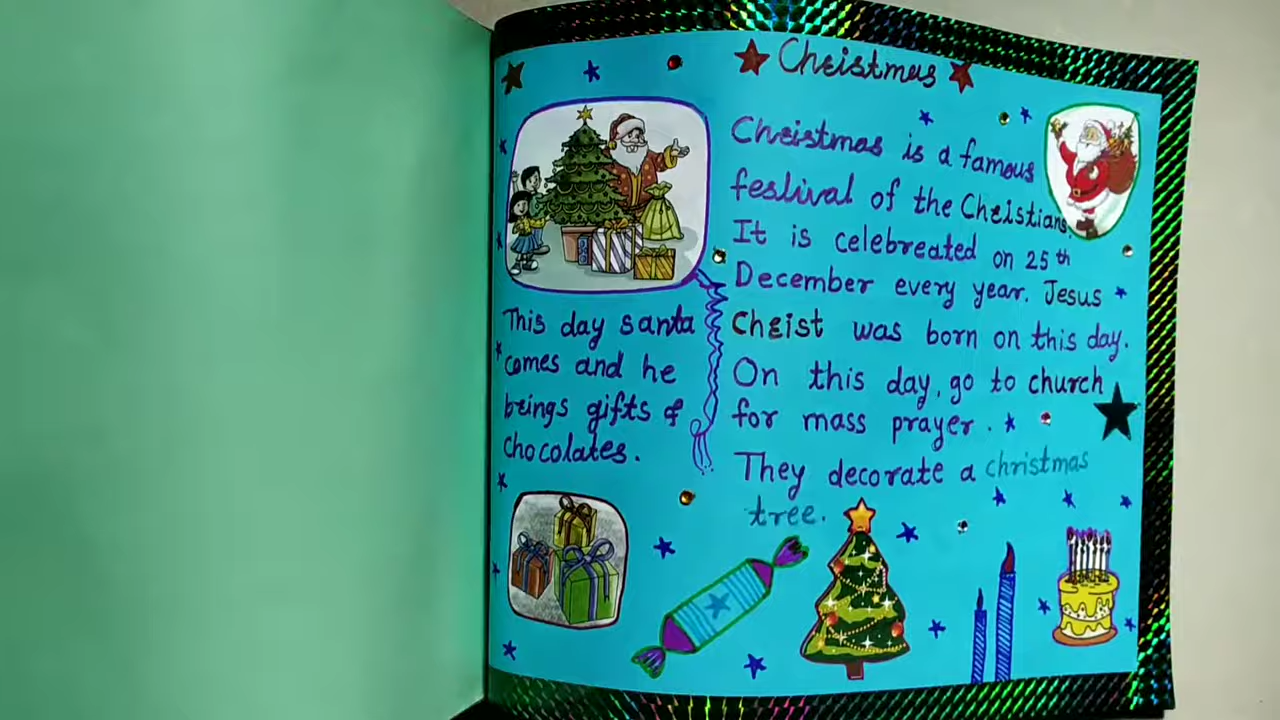 Christmas
Christmas is a famous
festival of the Christians.
It is celebreated on 25th
December every year. Jesus
Christ was born on this day.
On this day, go to church
for mass prayer.
They decorate a christmas
tree.
This day santa
comes and he
brings gifts &
chocolates.